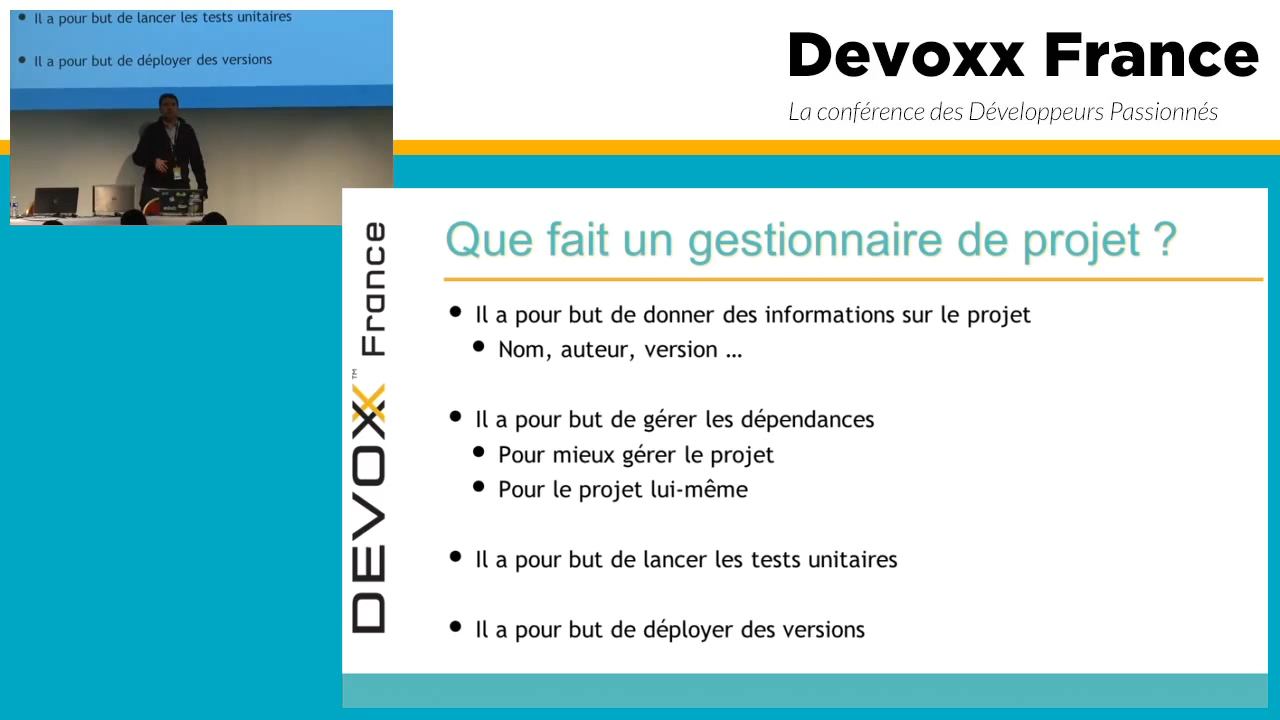 Il a pour but de lancer les tests unitaires
Il a pour but de déployer des versions
Devoxx France
La conférence des Développeurs Passionnés
DEVOXX™ France
Que fait un gestionnaire de projet ?
Il a pour but de donner des informations sur le projet
Nom, auteur, version ...
Il a pour but de gérer les dépendances
Pour mieux gérer le projet
Pour le projet lui-même
Il a pour but de lancer les tests unitaires
Il a pour but de déployer des versions